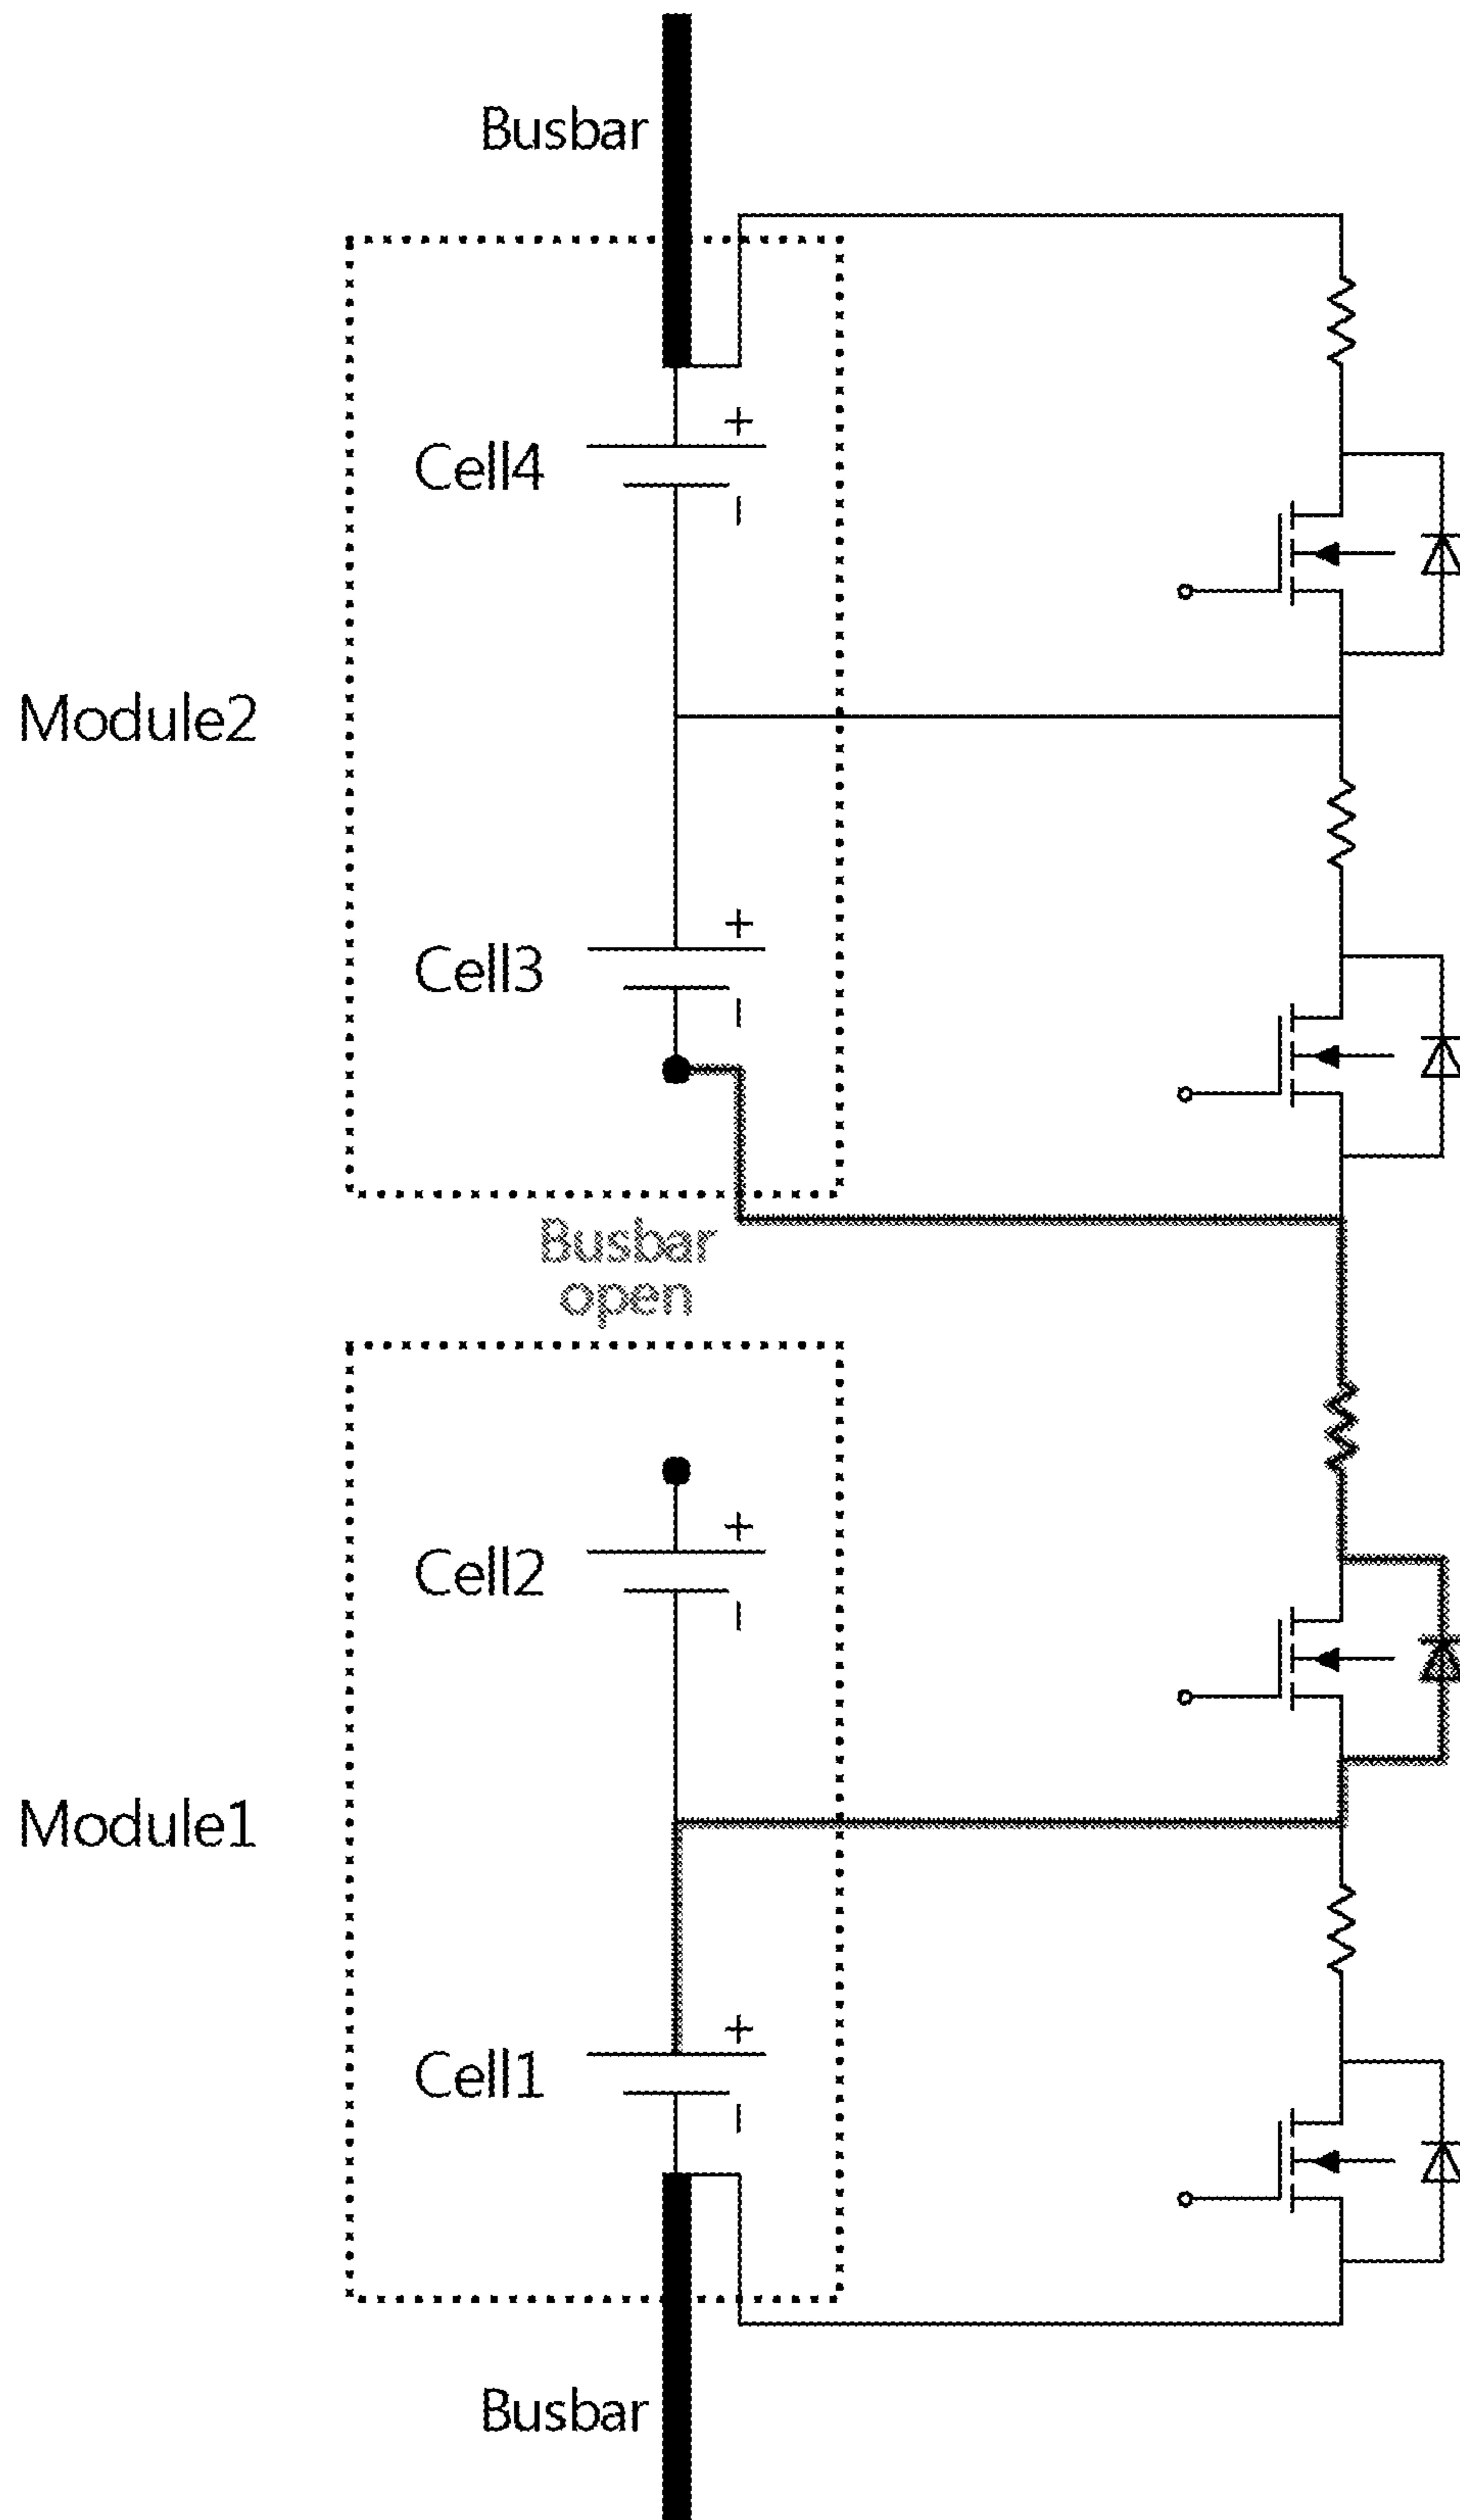 Busbar
+
Cell4
−
Module2
+
Cell3
−
Busbar
open
+
Cell2
−
Module1
+
Cell1
−
Busbar